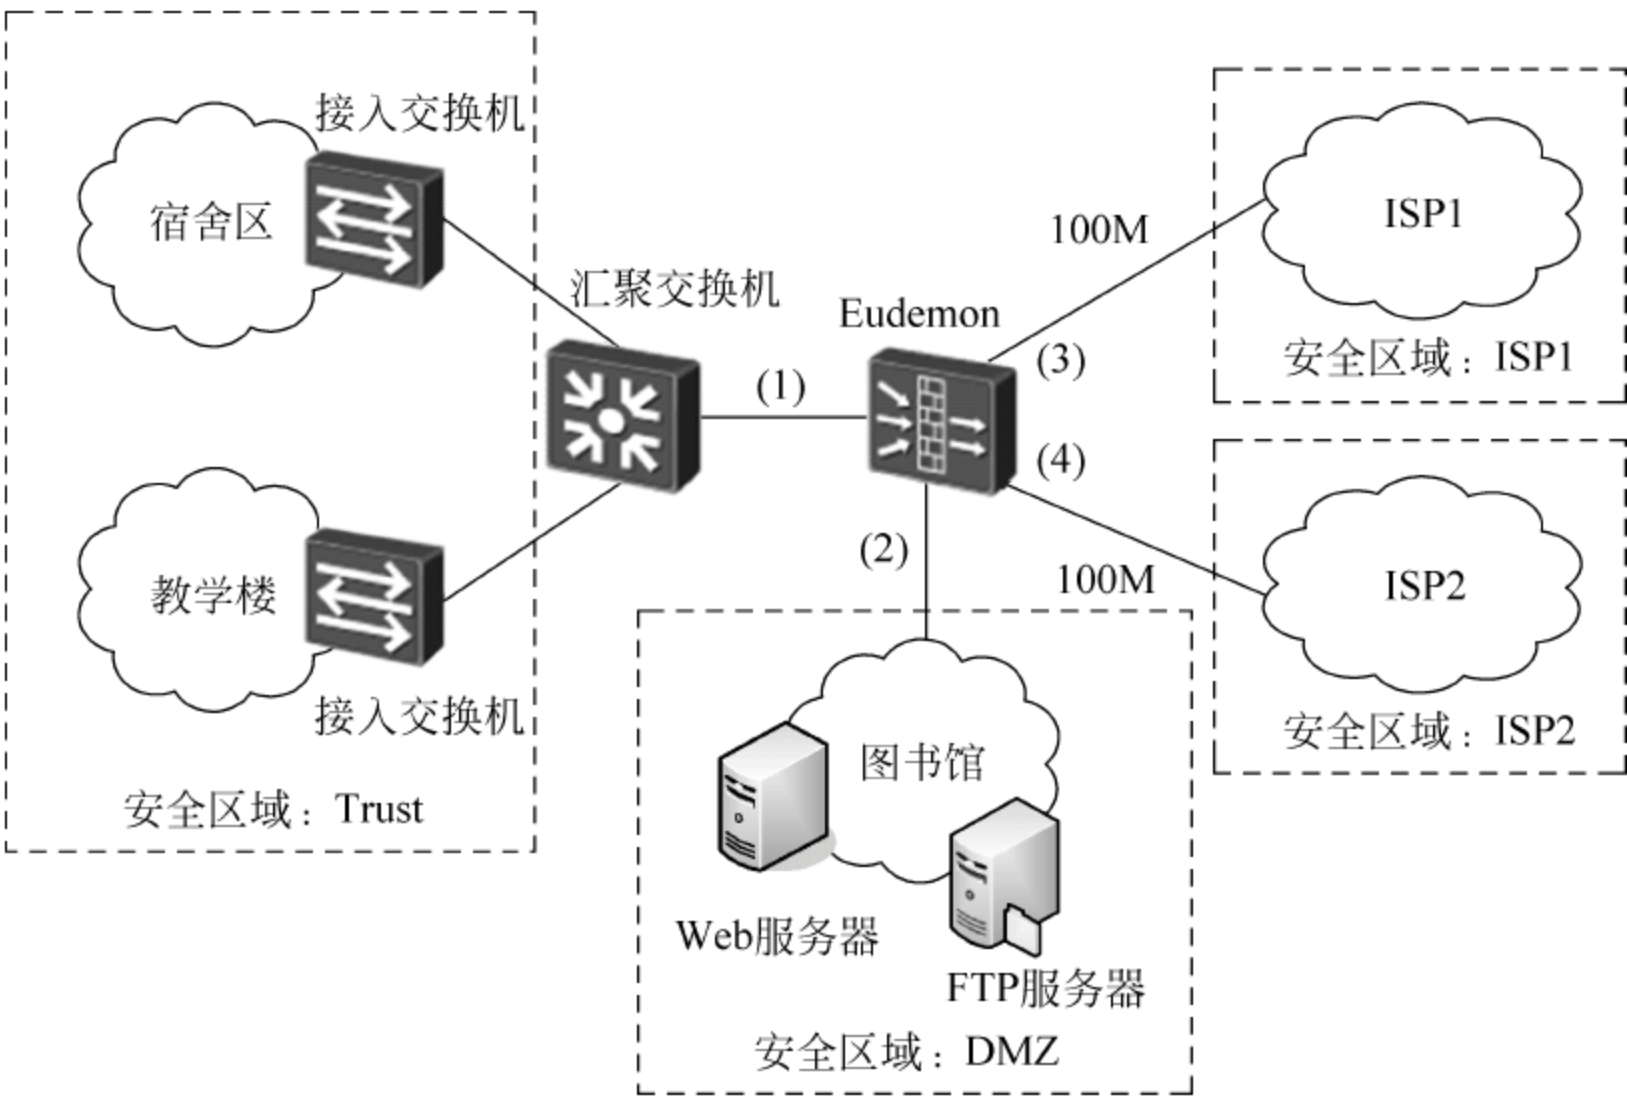 接入交换机
宿舍区
汇聚交换机
教学楼
接入交换机
安全区域：Trust
(1)
Eudemon
(2)
(3)
(4)
100M
100M
ISP1
安全区域：ISP1
ISP2
安全区域：ISP2
图书馆
Web服务器
FTP服务器
安全区域：DMZ